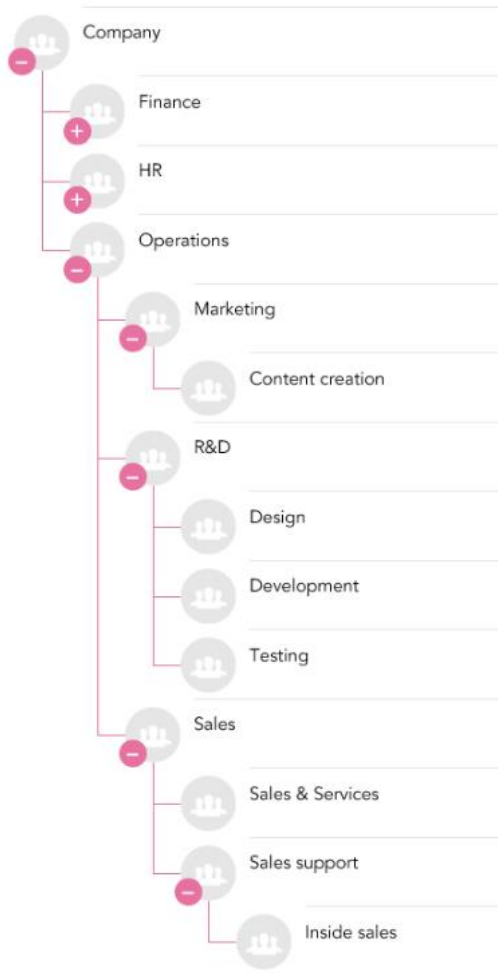 Company
Finance
HR
Operations
Marketing
Content creation
R&D
Design
Development
Testing
Sales
Sales & Services
Sales support
Inside sales